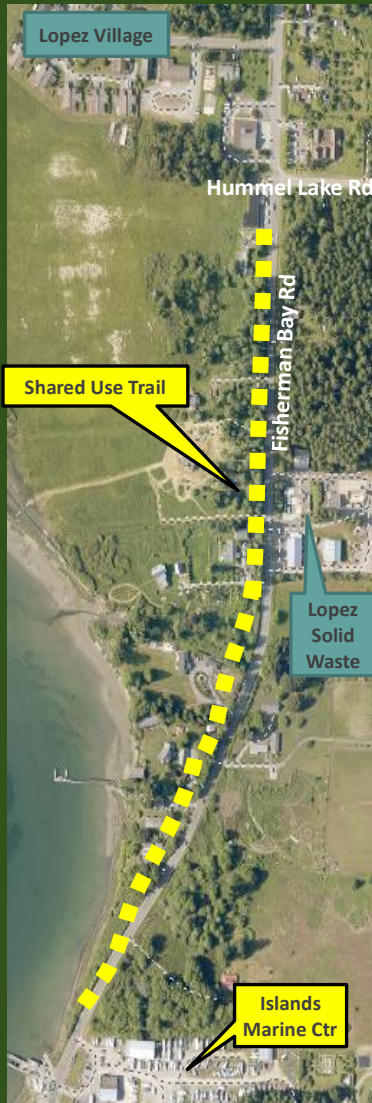 Lopez Village
Hummel Lake Rd
Fisherman Bay Rd
Shared Use Trail
Lopez
Solid
Waste
Islands
Marine Ctr